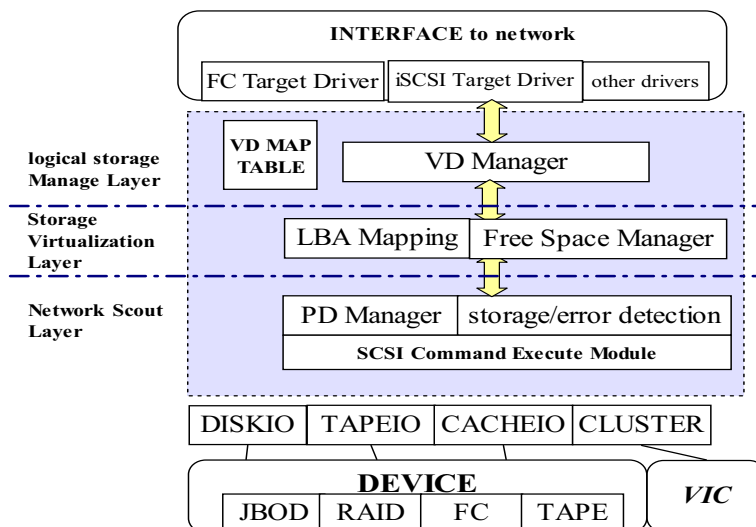 INTERFACE to network
FC Target Driver
iSCSI Target Driver
other drivers
logical storage
Manage Layer
VD MAP
TABLE
VD Manager
Storage
Virtualization
Layer
LBA Mapping
Free Space Manager
Network Scout
Layer
PD Manager
storage/error detection
SCSI Command Execute Module
DISKIO
TAPEIO
CACHEIO
CLUSTER
DEVICE
JBOD
RAID
FC
TAPE
VIC